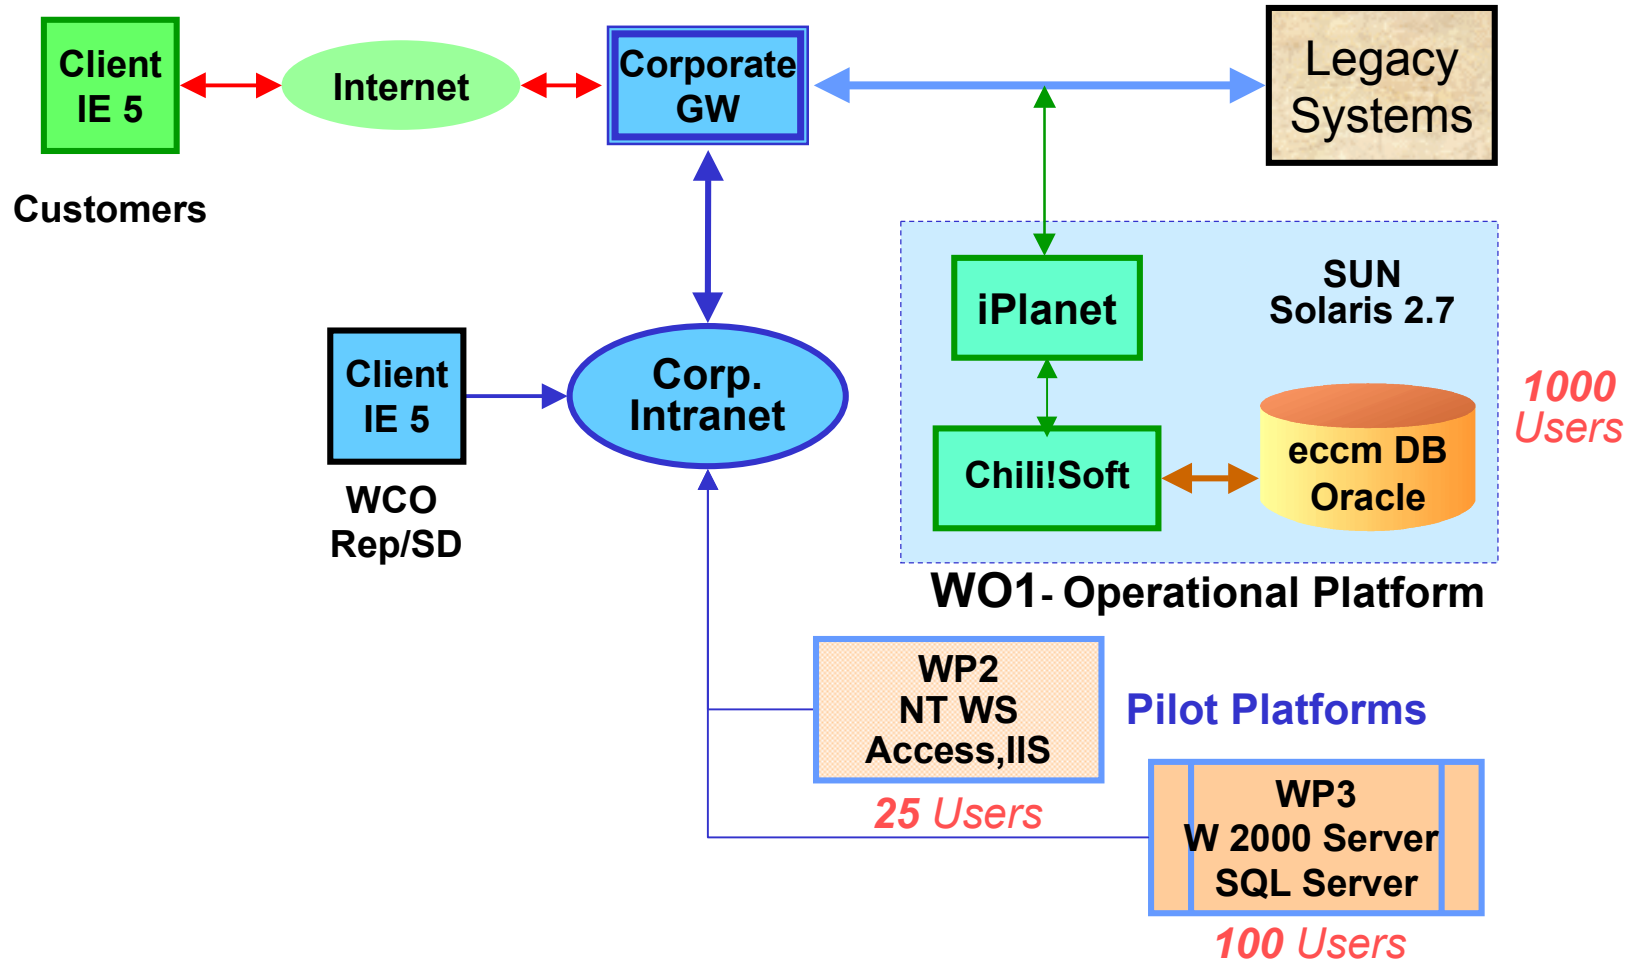 Client
IE 5
Internet
Corporate
GW
Legacy
Systems
Customers
iPlanet
SUN
Solaris 2.7
Client
IE 5
Corp.
Intranet
Chili!Soft
eccm DB
Oracle
1000
Users
WCO
Rep/SD
WO1- Operational Platform
WP2
NT WS
Access,IIS
Pilot Platforms
25 Users
WP3
W 2000 Server
SQL Server
100 Users